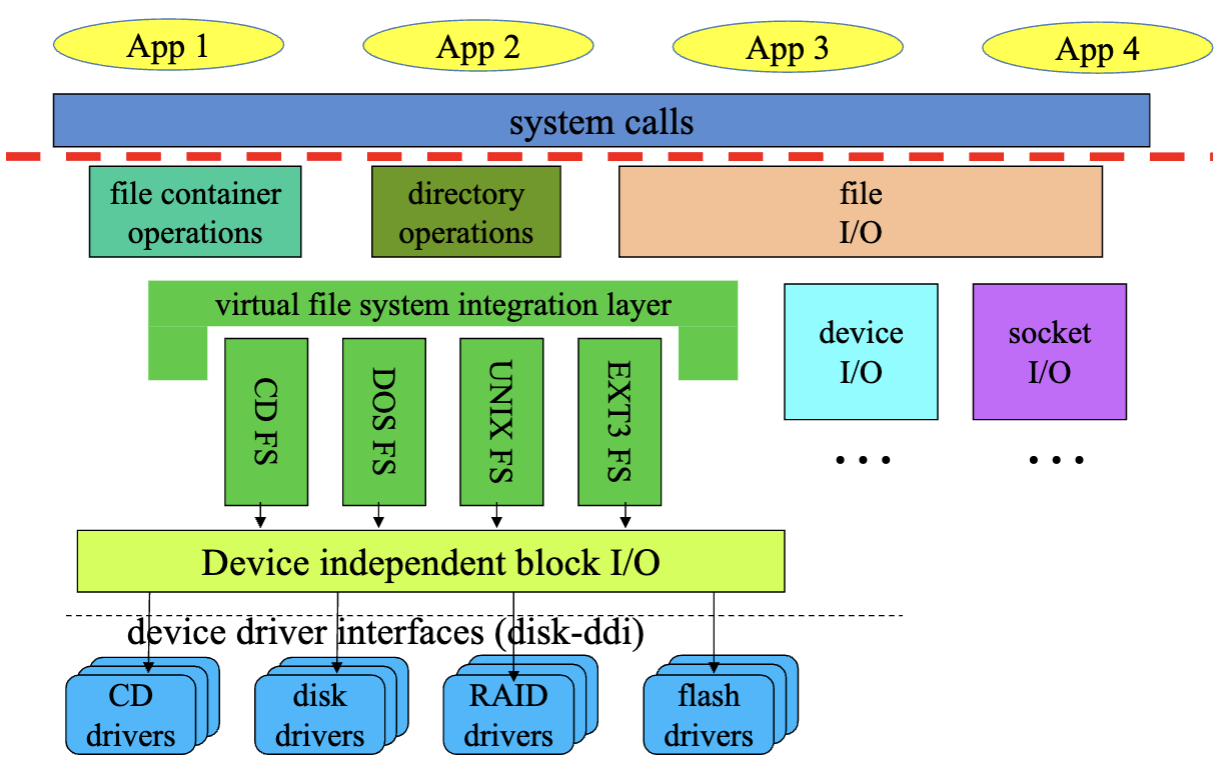 App 1
App 2
App 3
App 4
system calls
file container
operations
directory
operations
file
I/O
virtual file system integration layer
device
I/O
socket
I/O
CD FS
DOS FS
UNIX FS
EXT3 FS
...
...
Device independent block I/O
device driver interfaces (disk-ddi)
CD
drivers
disk
drivers
RAID
drivers
flash
drivers